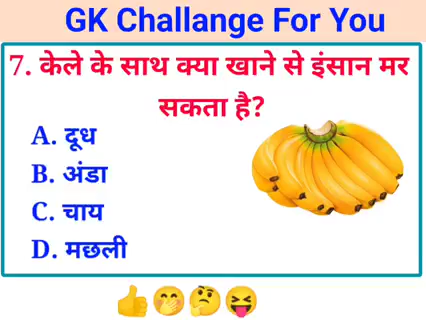 GK Challange For You
7. केले के साथ क्या खाने से इंसान मर
सकता है?
A. दूध
B. अंडा
C. चाय
D. मछली